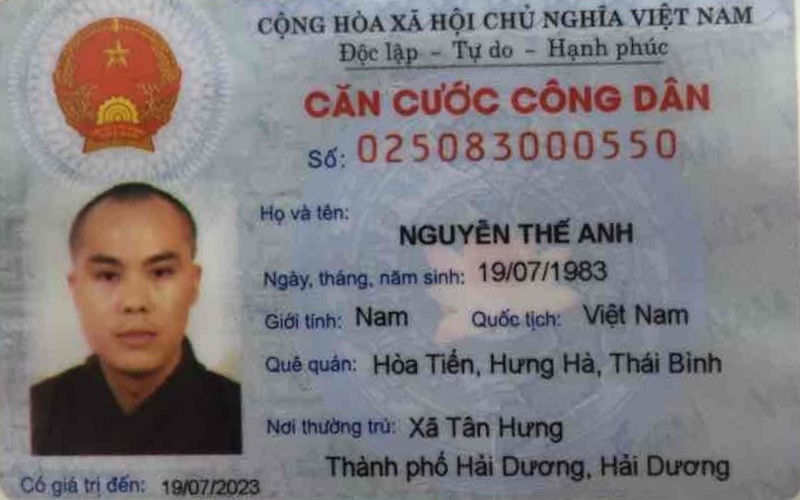 CỘNG HÒA XÃ HỘI CHỦ NGHĨA VIỆT NAM
Độc lập - Tự do - Hạnh phúc
CĂN CƯỚC CÔNG DÂN
Số: 025083000550
Họ và tên:
NGUYỄN THẾ ANH
Ngày, tháng, năm sinh: 19/07/1983
Giới tính: Nam Quốc tịch: Việt Nam
Quê quán: Hòa Tiến, Hưng Hà, Thái Bình
Nơi thường trú: Xã Tân Hưng
Thành phố Hải Dương, Hải Dương
Có giá trị đến: 19/07/2023